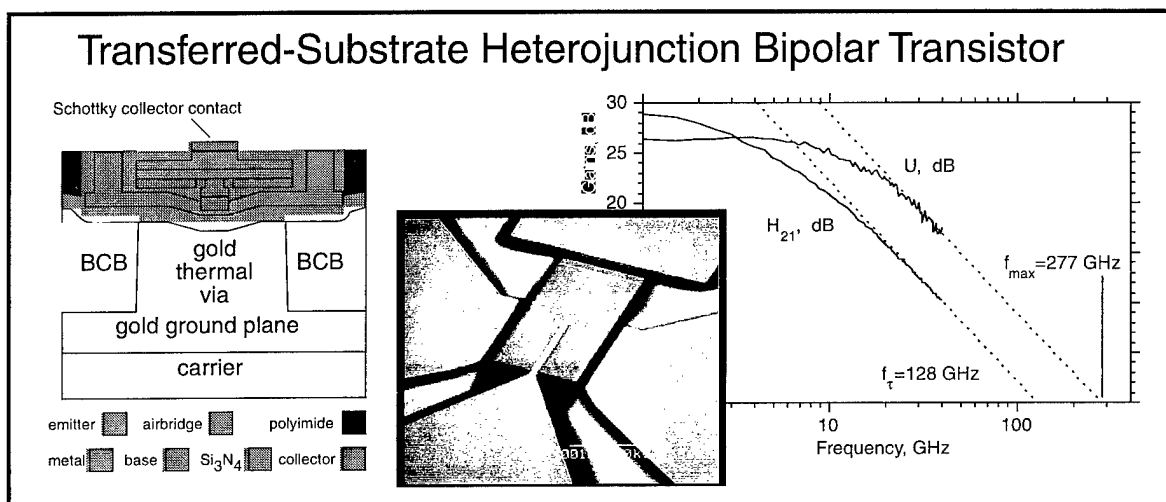 Transferred-Substrate Heterojunction Bipolar Transistor
Schottky collector contact
BCB
gold
thermal
via
BCB
gold ground plane
carrier
emitter
airbridge
polyimide
metal
base
Si3N4
collector
Gains, dB
30
25
20
U, dB
H21, dB
fmax=277 GHz
fτ=128 GHz
10
100
Frequency, GHz